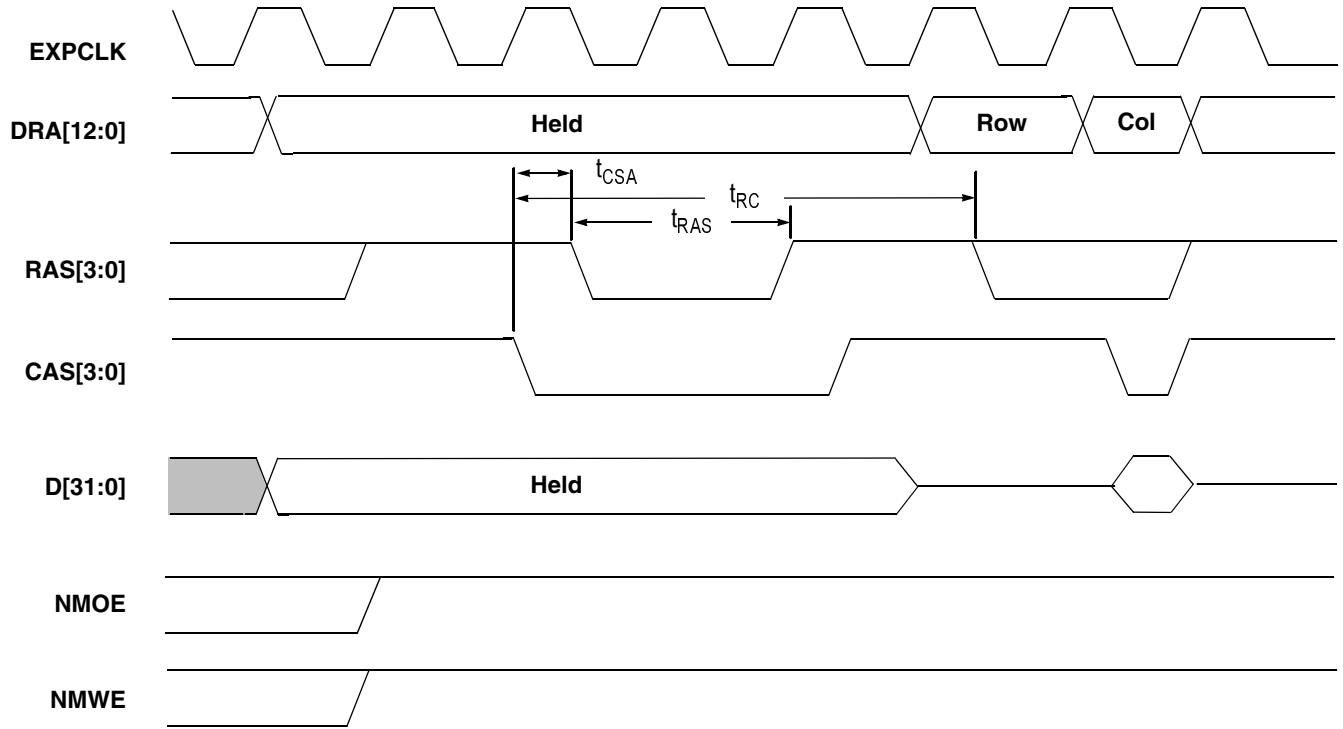 EXPCLK
DRA[12:0]
Held
Row
Col
tCSA
tRC
tRAS
RAS[3:0]
CAS[3:0]
D[31:0]
Held
NMOE
NMWE